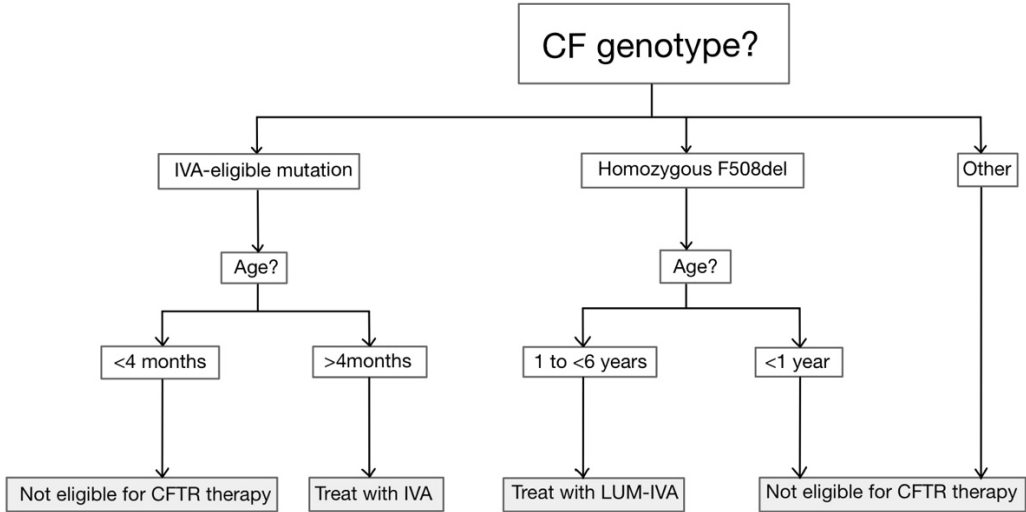 CF genotype?
IVA-eligible mutation
Homozygous F508del
Other
Age?
Age?
<4 months
>4months
1 to <6 years
<1 year
Not eligible for CFTR therapy
Treat with IVA
Treat with LUM-IVA
Not eligible for CFTR therapy